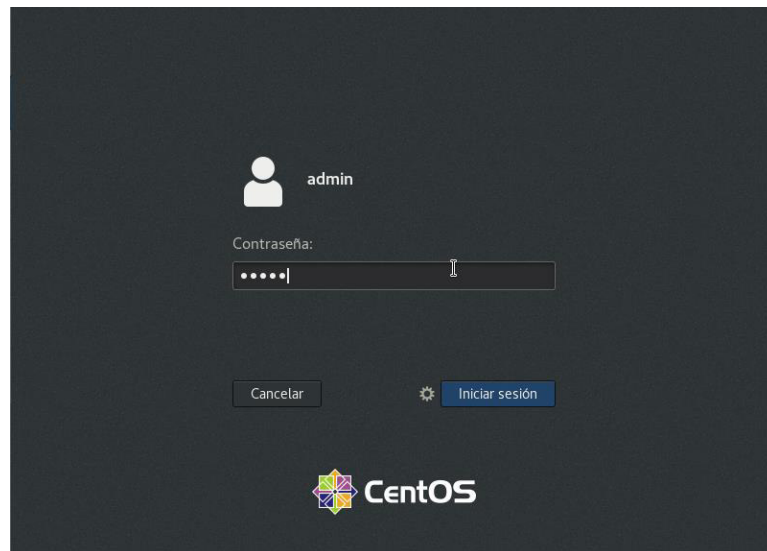 admin
Contraseña:
•••••
Cancelar
Iniciar sesión
CentOS